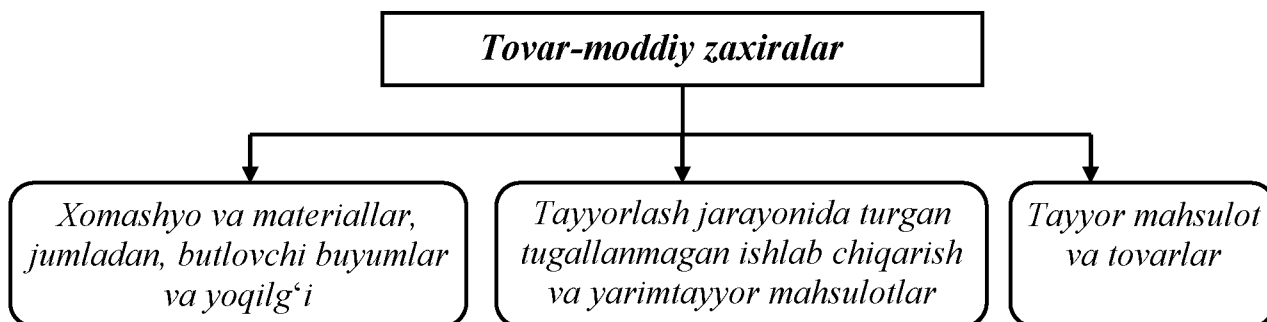 Tovar-moddiy zaxiralar
Xomashyo va materiallar,
jumladan, butlovchi buyumlar
va yoqilg‘i
Tayyorlash jarayonida turgan
tugallanmagan ishlab chiqarish
va yarimtayyor mahsulotlar
Tayyor mahsulot
va tovarlar